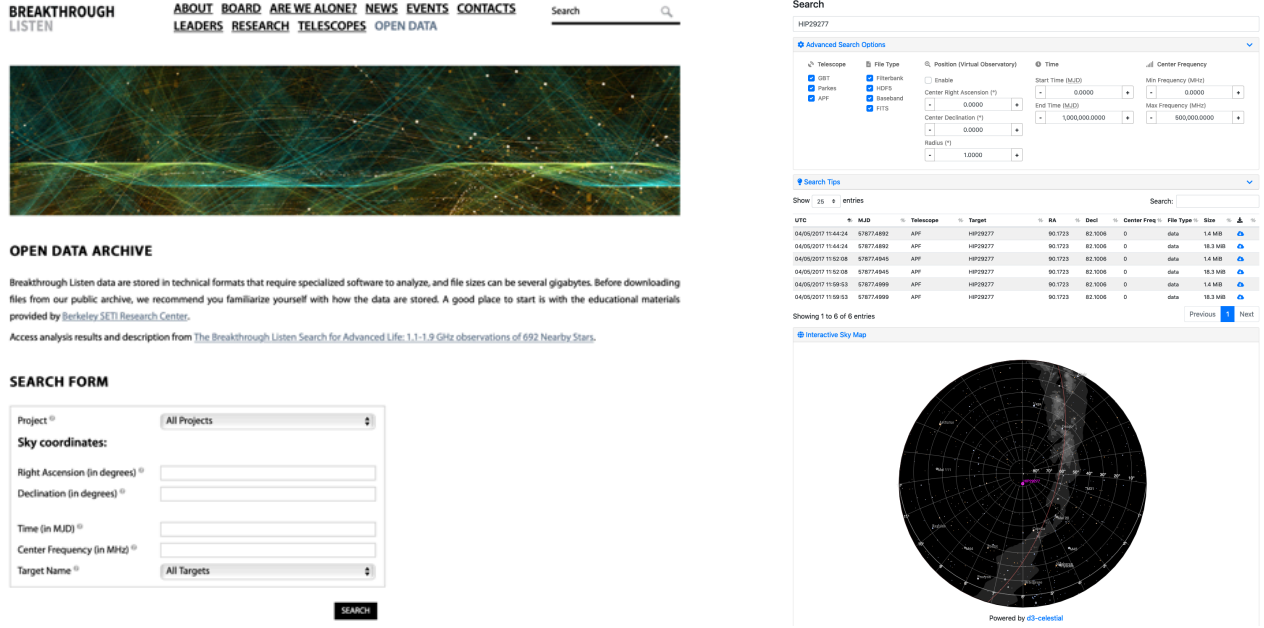 BREAKTHROUGH
LISTEN
ABOUT BOARD ARE WE ALONE? NEWS EVENTS CONTACTS
LEADERS RESEARCH TELESCOPES OPEN DATA
Search
OPEN DATA ARCHIVE
Breakthrough Listen data are stored in technical formats that require specialized software to analyze, and file sizes can be several gigabytes. Before downloading
files from our public archive, we recommend you familiarize yourself with how the data are stored. A good place to start is with the educational materials
provided by Berkeley SETI Research Center.
Access analysis results and description from The Breakthrough Listen Search for Advanced Life: 1.1-1.9 GHz observations of 692 Nearby Stars.
SEARCH FORM
Project All Projects
Sky coordinates:
Right Ascension (in degrees)
Declination (in degrees)
Time (in MJD)
Center Frequency (in MHz)
Target Name All Targets
SEARCH
Search
HIP29277
Advanced Search Options
Telescope File Type Position (Virtual Observatory) Time Center Frequency
GBT Filterbank Enable Start Time (MJD) Min Frequency (MHz)
Parkes HDF5 Center Right Ascension (°) - 0.0000 + - 0.0000 +
APF Baseband - 0.0000 + End Time (MJD) Max Frequency (MHz)
FITS Center Declination (°) - 1,000,000.0000 + - 500,000.0000 +
- 0.0000 +
Radius (°)
- 1.0000 +
Search Tips
Show 25 entries Search:
UTC MJD Telescope Target RA Decl Center Freq File Type Size
04/05/2017 11:44:24 57877.4892 APF HIP29277 90.1723 82.1006 0 data 1.4 MiB
04/05/2017 11:44:24 57877.4892 APF HIP29277 90.1723 82.1006 0 data 18.3 MiB
04/05/2017 11:52:08 57877.4945 APF HIP29277 90.1723 82.1006 0 data 1.4 MiB
04/05/2017 11:52:08 57877.4945 APF HIP29277 90.1723 82.1006 0 data 18.3 MiB
04/05/2017 11:59:53 57877.4999 APF HIP29277 90.1723 82.1006 0 data 1.4 MiB
04/05/2017 11:59:53 57877.4999 APF HIP29277 90.1723 82.1006 0 data 18.3 MiB
Showing 1 to 6 of 6 entries Previous 1 Next
Interactive Sky Map
80° 70° 60° 50° 40° 30° 20° 10°
M31
Powered by d3-celestial